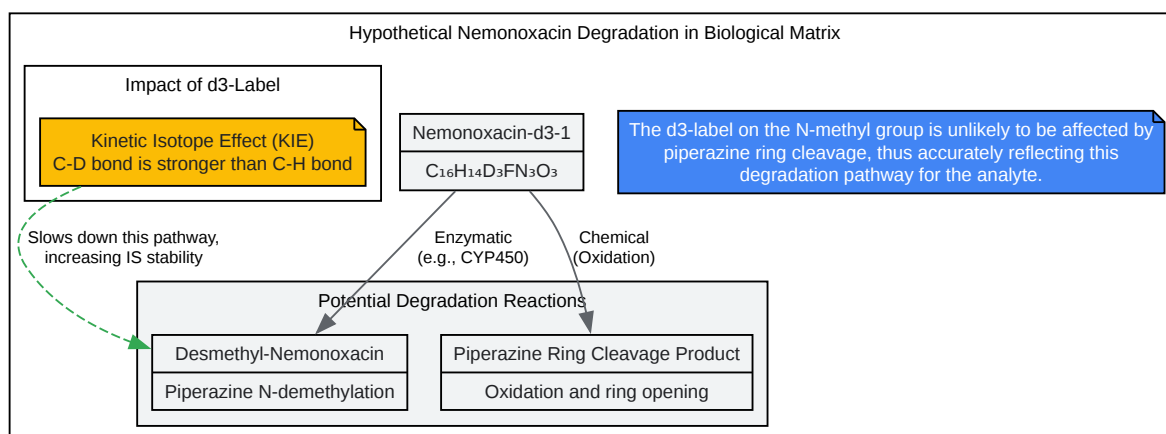 Hypothetical Nemonoxacin Degradation in Biological Matrix
Impact of d3-Label
Kinetic Isotope Effect (KIE)
C-D bond is stronger than C-H bond
Nemonoxacin-d3-1
C₁₆H₁₄D₃FN₃O₃
The d3-label on the N-methyl group is unlikely to be affected by
piperazine ring cleavage, thus accurately reflecting this
degradation pathway for the analyte.
Slows down this pathway,
increasing IS stability
Enzymatic
(e.g., CYP450)
Chemical
(Oxidation)
Potential Degradation Reactions
Desmethyl-Nemonoxacin
Piperazine N-demethylation
Piperazine Ring Cleavage Product
Oxidation and ring opening